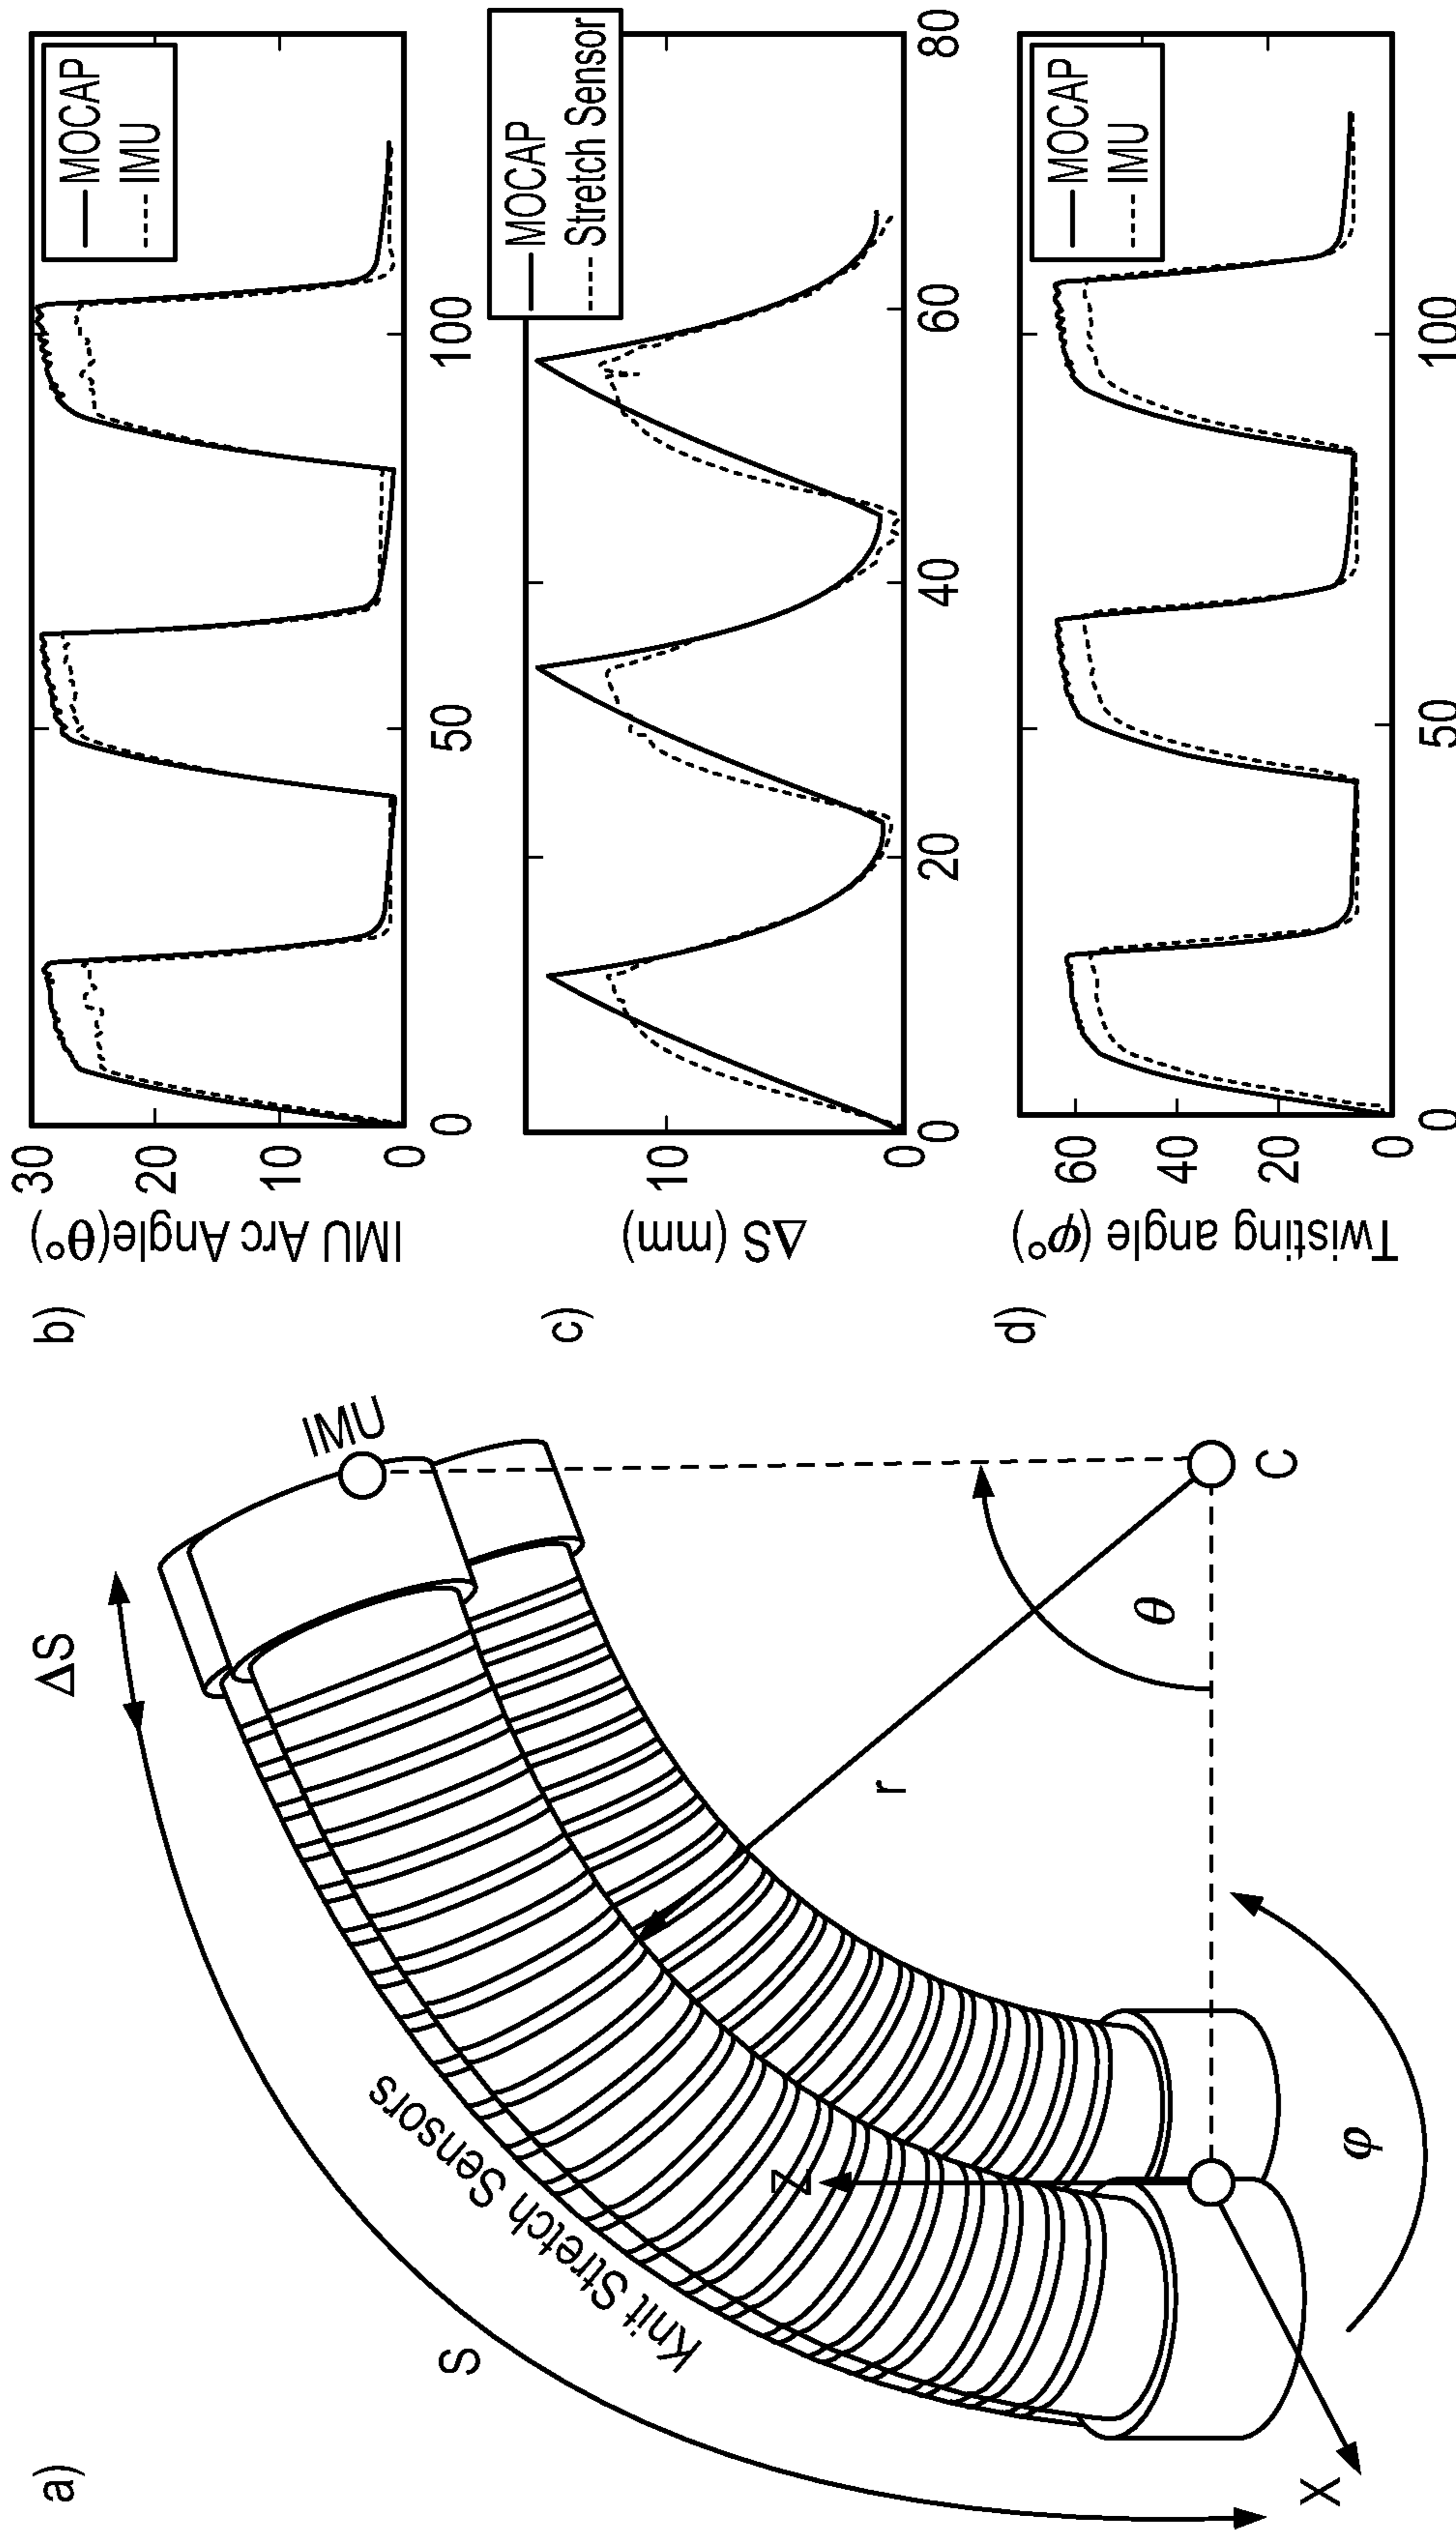 a)
S
ΔS
Knit Stretch Sensors
IMU
Z
X
r
θ
φ
C
b)
IMU Arc Angle(θ°)
30
20
10
0
0
50
100
MOCAP
IMU
c)
ΔS (mm)
10
0
0
20
40
60
80
MOCAP
Stretch Sensor
d)
Twisting angle (φ°)
60
40
20
0
0
50
100
MOCAP
IMU